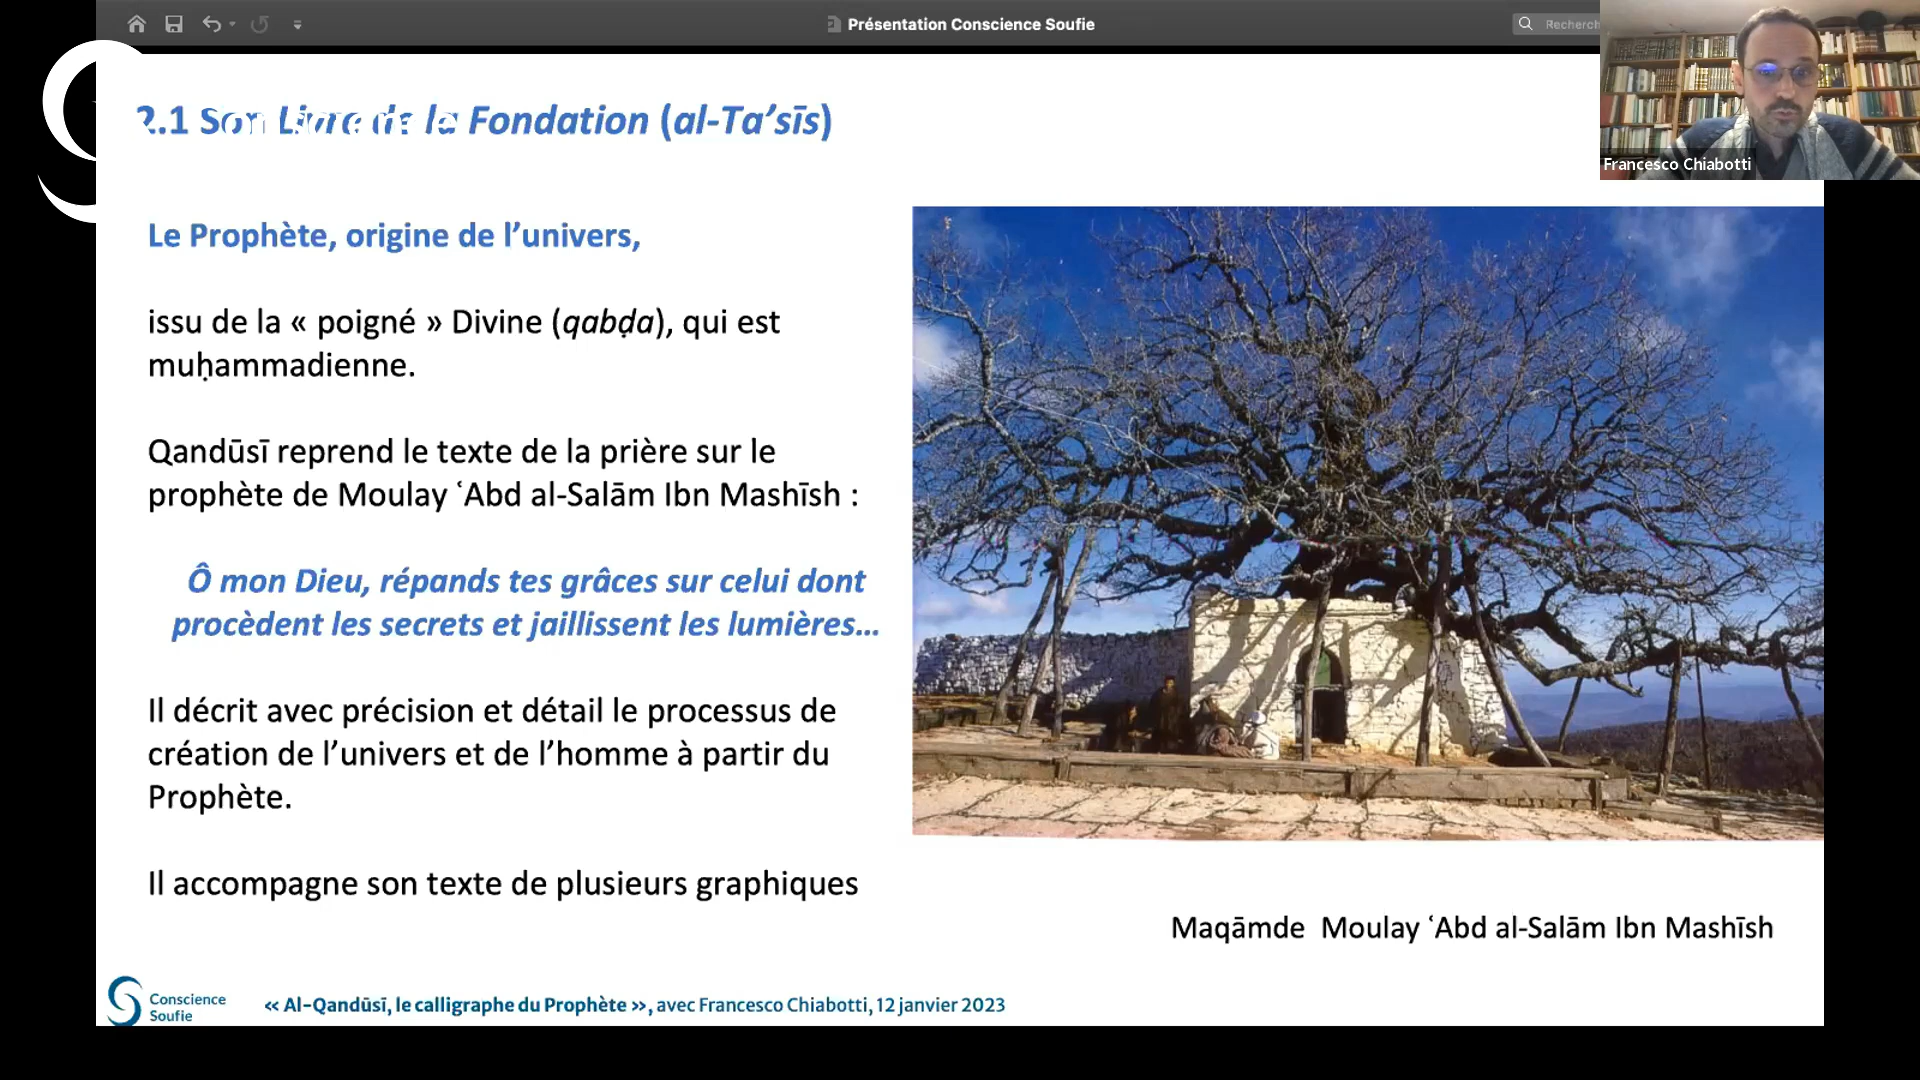 Présentation Conscience Soufie
Francesco Chiabotti
2.1 Son Livre de la Fondation (al-Ta’sīs)
Le Prophète, origine de l’univers,
issu de la « poigné » Divine (qabḍa), qui est
muḥammadienne.
Qandūsī reprend le texte de la prière sur le
prophète de Moulay ʿAbd al-Salām Ibn Mashīsh :
Ô mon Dieu, répands tes grâces sur celui dont
procèdent les secrets et jaillissent les lumières...
Il décrit avec précision et détail le processus de
création de l’univers et de l’homme à partir du
Prophète.
Il accompagne son texte de plusieurs graphiques
Maqāmde Moulay ʿAbd al-Salām Ibn Mashīsh
Conscience
Soufie
« Al-Qandūsī, le calligraphe du Prophète », avec Francesco Chiabotti, 12 janvier 2023